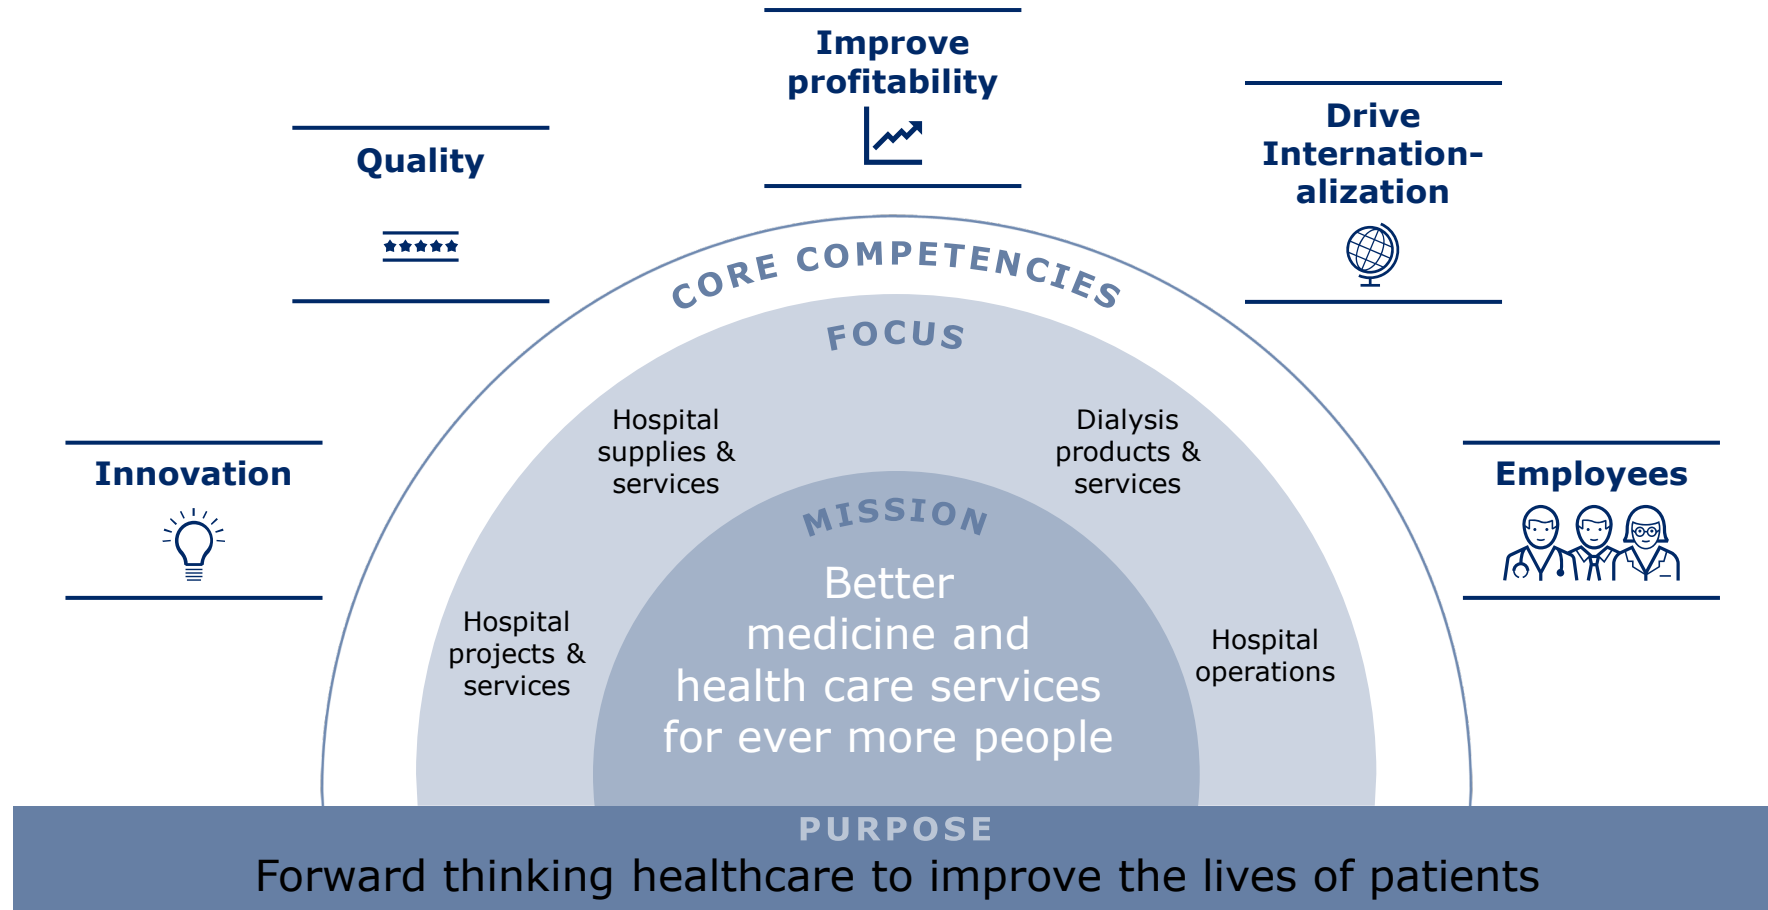 Improve
profitability
Quality
Drive
Internation-
alization
Innovation
Employees
CORE COMPETENCIES
FOCUS
Hospital
supplies &
services
Dialysis
products &
services
Hospital
projects &
services
Hospital
operations
MISSION
Better
medicine and
health care services
for ever more people
PURPOSE
Forward thinking healthcare to improve the lives of patients